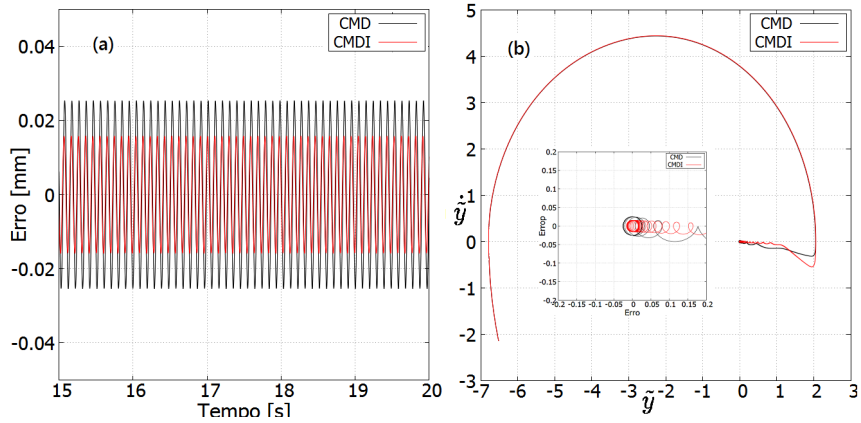 (a)
CMD
CMDI
0.04
0.02
0
-0.02
-0.04
Erro [mm]
15 16 17 18 19 20
Tempo [s]
(b)
CMD
CMDI
5
4
3
2
1
0
-1
-2
-3
ỹ̇
-7 -6 -5 -4 -3 -2 -1 0 1 2 3
ỹ
CMD
CMDI
0.2
0.15
0.1
0.05
0
-0.05
-0.1
-0.15
-0.2
Errop
-0.2 -0.15 -0.1 -0.05 0 0.05 0.1 0.15 0.2
Erro